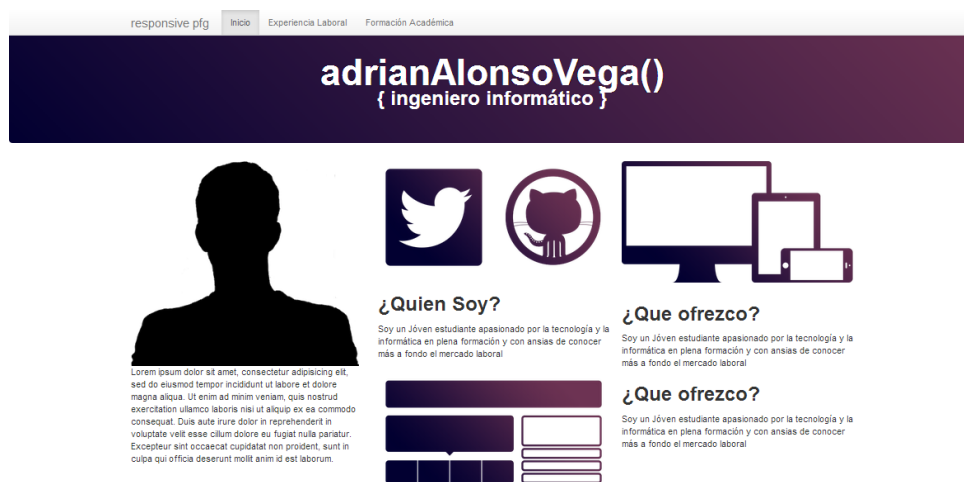 responsive pfg Inicio Experiencia Laboral Formación Académica
adrianAlonsoVega()
{ ingeniero informático }
Lorem ipsum dolor sit amet, consectetur adipisicing elit,
sed do eiusmod tempor incididunt ut labore et dolore
magna aliqua. Ut enim ad minim veniam, quis nostrud
exercitation ullamco laboris nisi ut aliquip ex ea commodo
consequat. Duis aute irure dolor in reprehenderit in
voluptate velit esse cillum dolore eu fugiat nulla pariatur.
Excepteur sint occaecat cupidatat non proident, sunt in
culpa qui officia deserunt mollit anim id est laborum.
¿Quien Soy?
Soy un Jóven estudiante apasionado por la tecnología y la
informática en plena formación y con ansias de conocer
más a fondo el mercado laboral
¿Que ofrezco?
Soy un Jóven estudiante apasionado por la tecnología y la
informática en plena formación y con ansias de conocer
más a fondo el mercado laboral
¿Que ofrezco?
Soy un Jóven estudiante apasionado por la tecnología y la
informática en plena formación y con ansias de conocer
más a fondo el mercado laboral